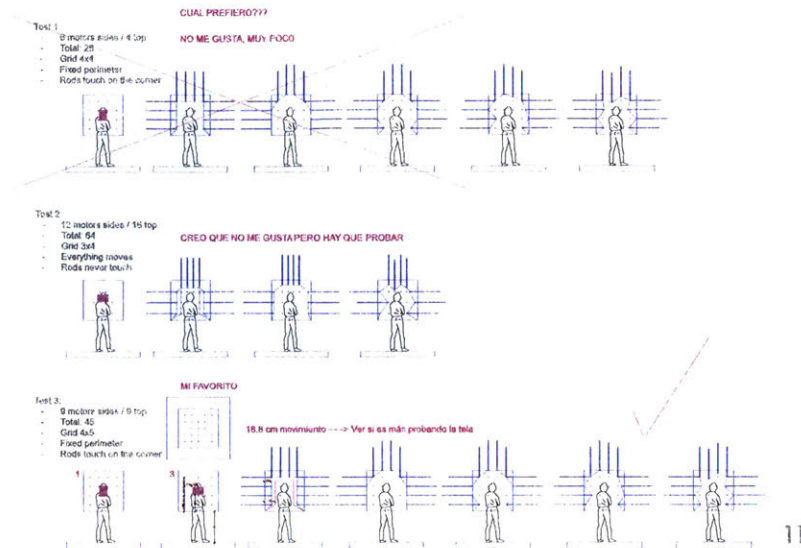 CUAL PREFIERO???
Test 1
- 8 motors sides / 4 top
NO ME GUSTA, MUY POCO
- Total: 28
- Grid 4x4
- Fixed perimeter
- Rods touch on the corner
Test 2
- 12 motors sides / 16 top
- Total: 64
CREO QUE NO ME GUSTA PERO HAY QUE PROBAR
- Grid 3x4
- Everything moves
- Rods never touch
MI FAVORITO
Test 3:
- 9 motors sides / 9 top
- Total: 45
18,8 cm movimiento ----> Ver si es más probando la tela
- Grid 4x5
- Fixed perimeter
- Rods touch on the corner
1
3
11